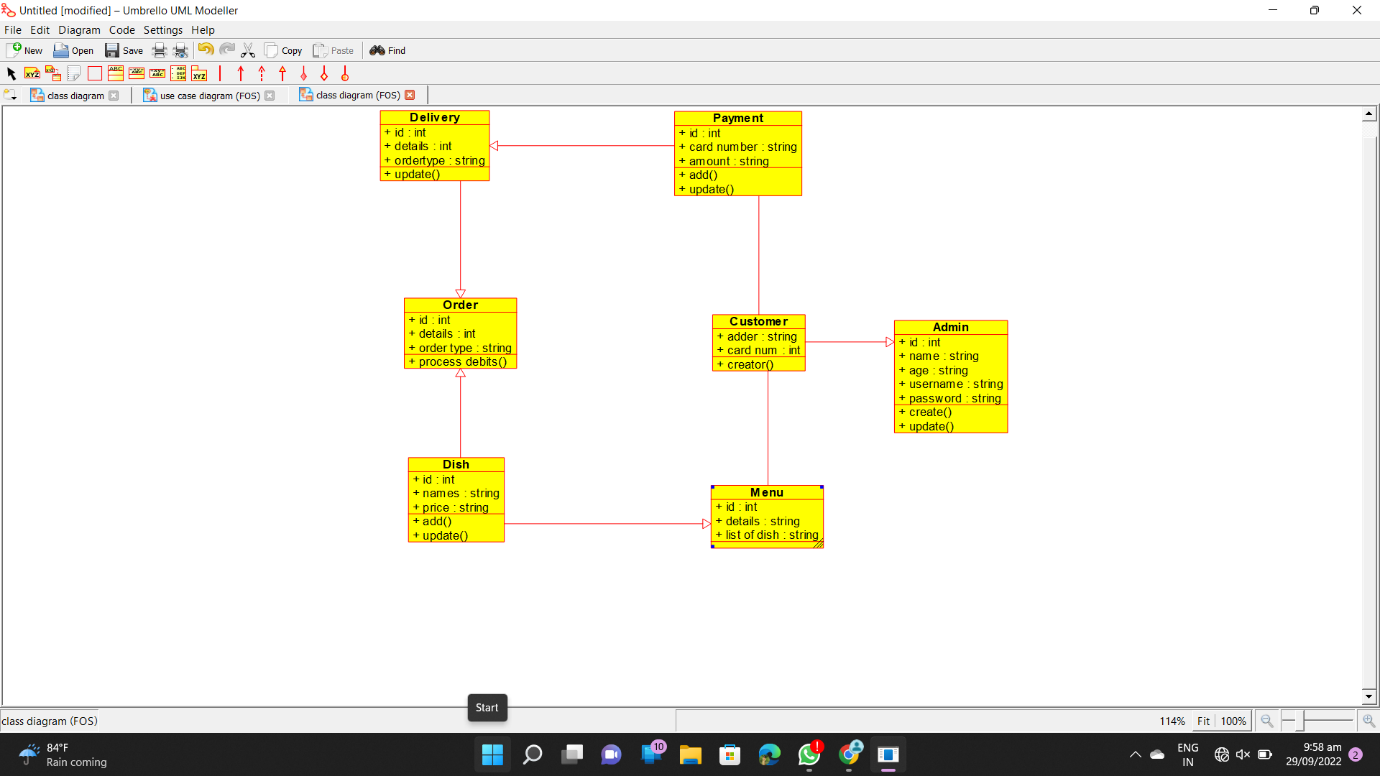 Untitled [modified] – Umbrello UML Modeller
File Edit Diagram Code Settings Help
New Open Save Copy Paste Find
class diagram use case diagram (FOS) class diagram (FOS)
Delivery
+ id : int
+ details : int
+ ordertype : string
+ update()
Payment
+ id : int
+ card number : string
+ amount : string
+ add()
+ update()
Order
+ id : int
+ details : int
+ order type : string
+ process debits()
Customer
+ adder : string
+ card num : int
+ creator()
Admin
+ id : int
+ name : string
+ age : string
+ username : string
+ password : string
+ create()
+ update()
Dish
+ id : int
+ names : string
+ price : string
+ add()
+ update()
Menu
+ id : int
+ details : string
+ list of dish : string
Start
class diagram (FOS)
114% Fit 100%
84°F
Rain coming
10
ENG
IN
9:58 am
29/09/2022
2